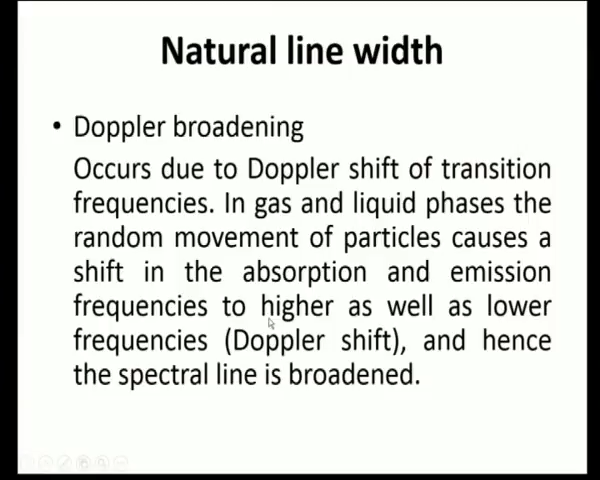 Natural line width
• Doppler broadening
Occurs due to Doppler shift of transition
frequencies. In gas and liquid phases the
random movement of particles causes a
shift in the absorption and emission
frequencies to higher as well as lower
frequencies (Doppler shift), and hence
the spectral line is broadened.